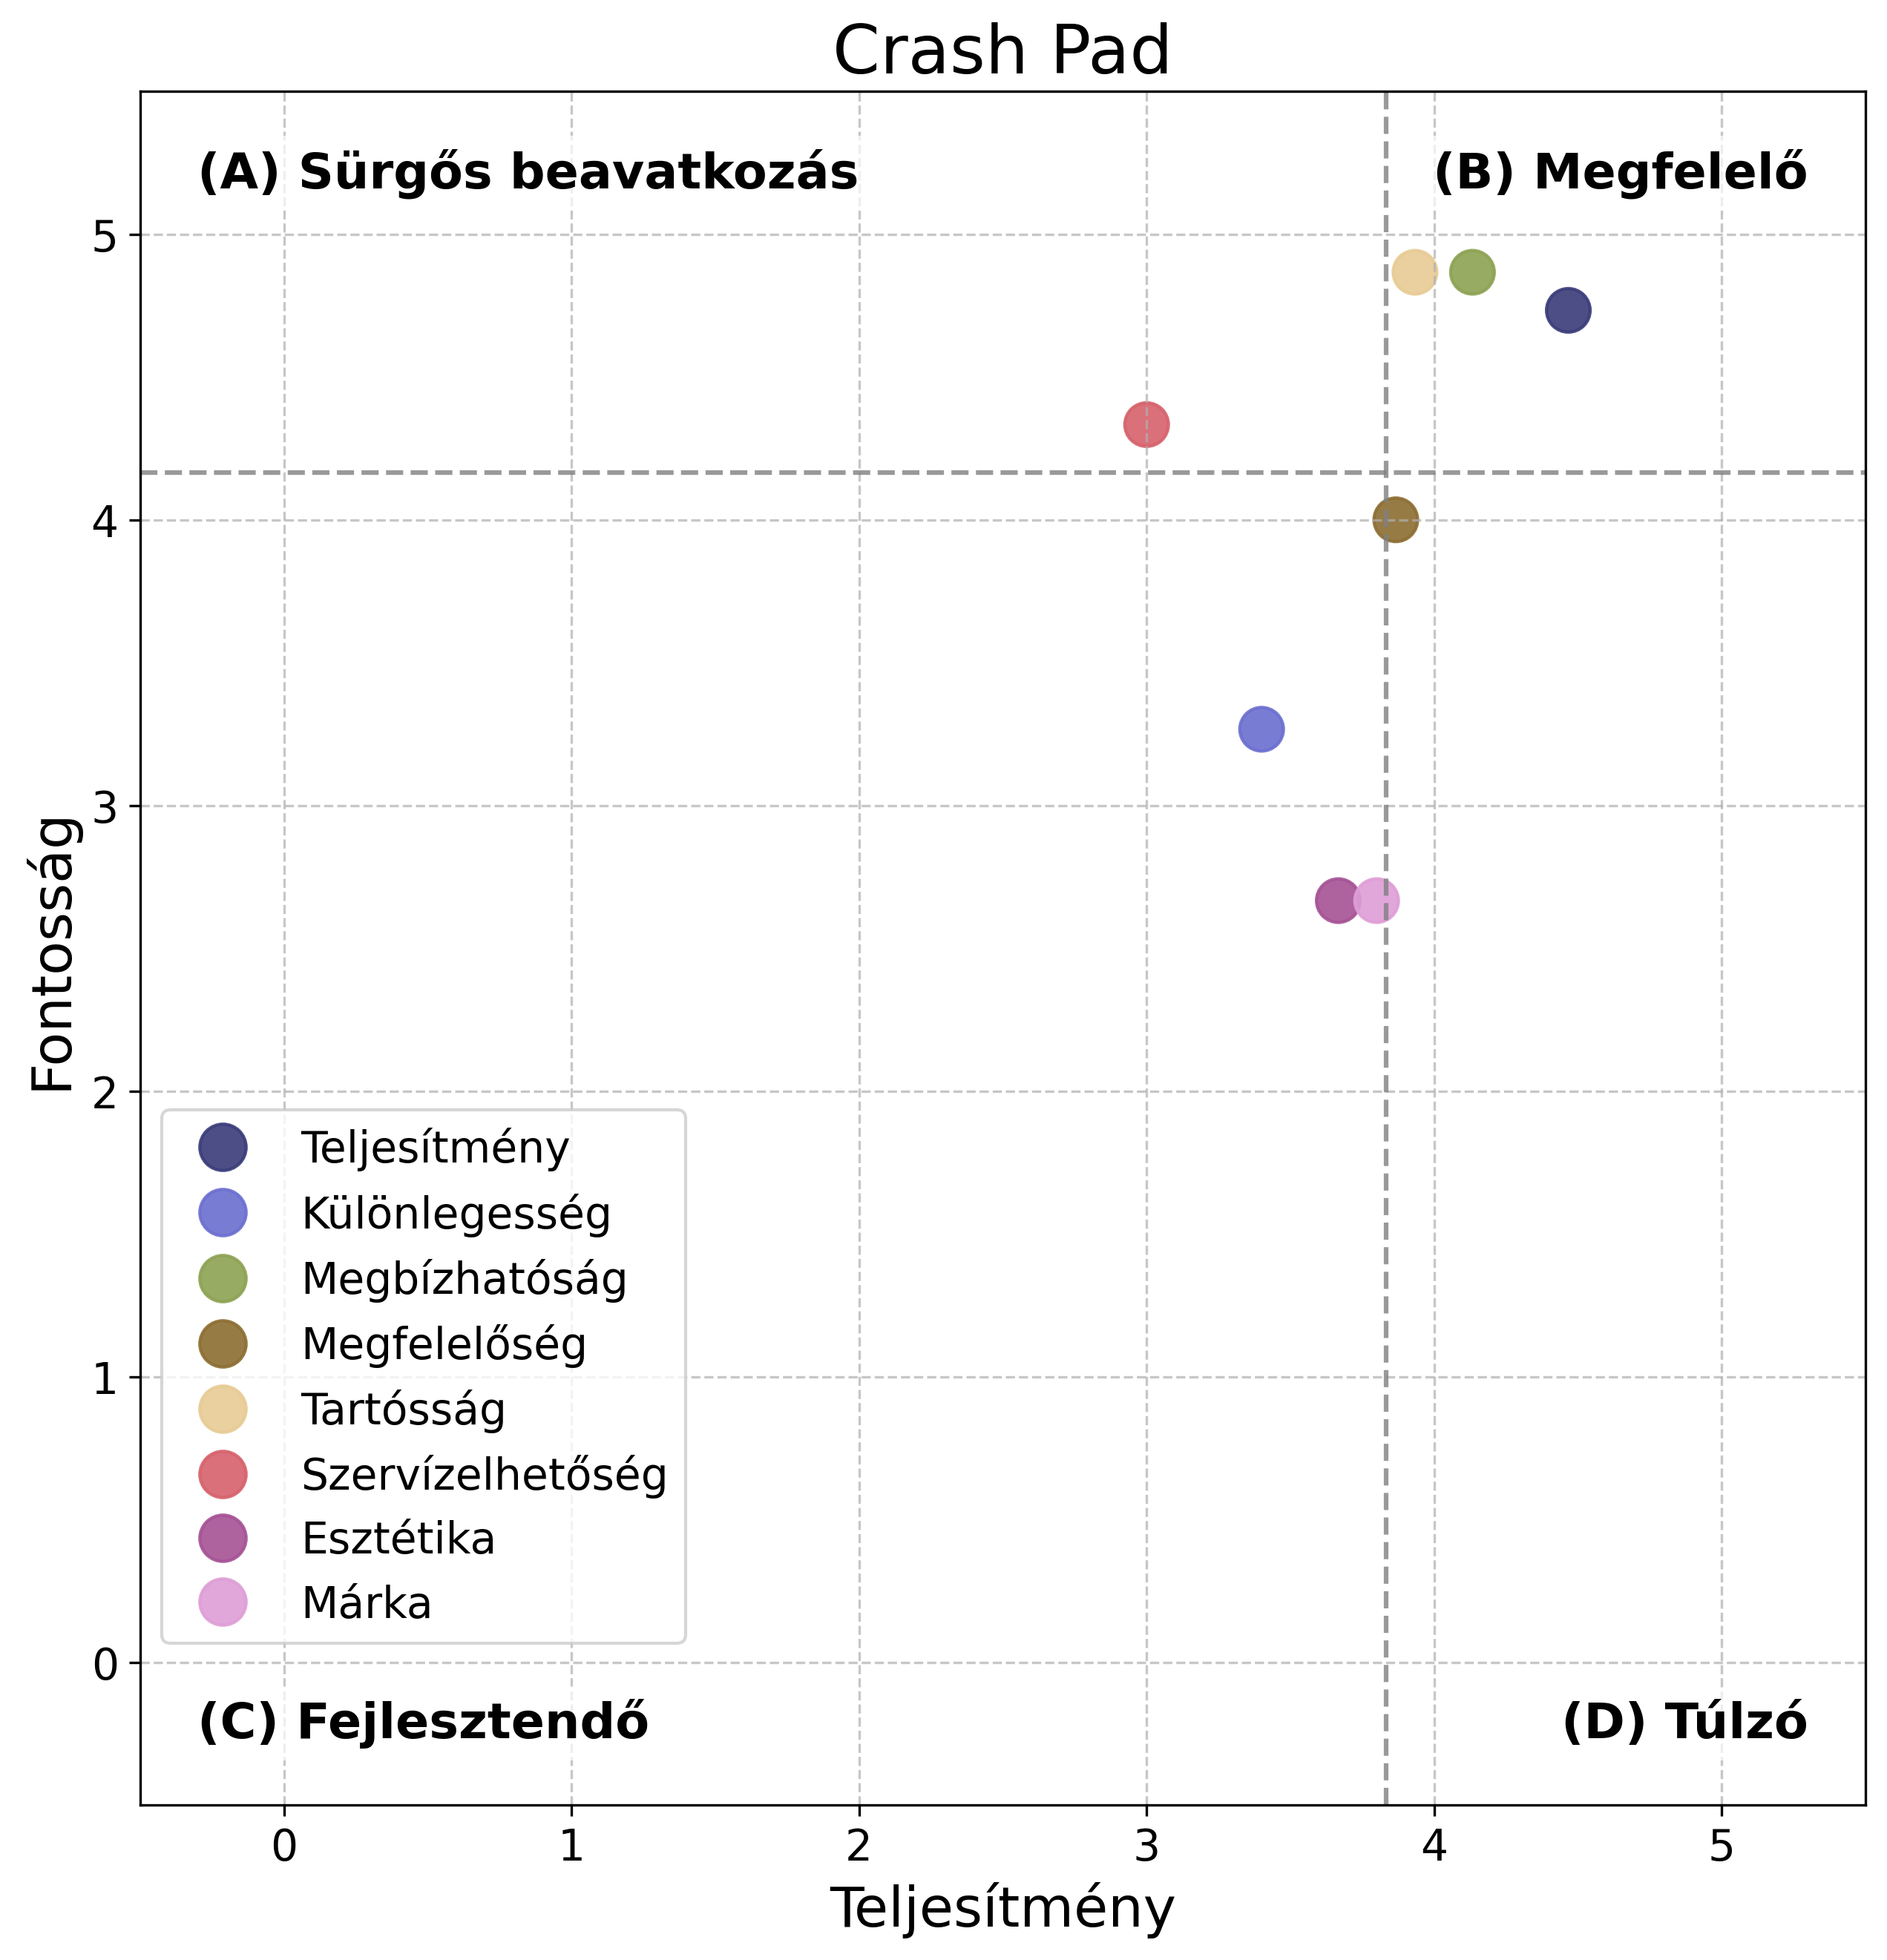 Crash Pad
(A) Sürgős beavatkozás
(B) Megfelelő
5
4
3
2
1
0
Fontosság
Teljesítmény
Különlegesség
Megbízhatóság
Megfelelőség
Tartósság
Szervízelhetőség
Esztétika
Márka
(C) Fejlesztendő
(D) Túlzó
0 1 2 3 4 5
Teljesítmény